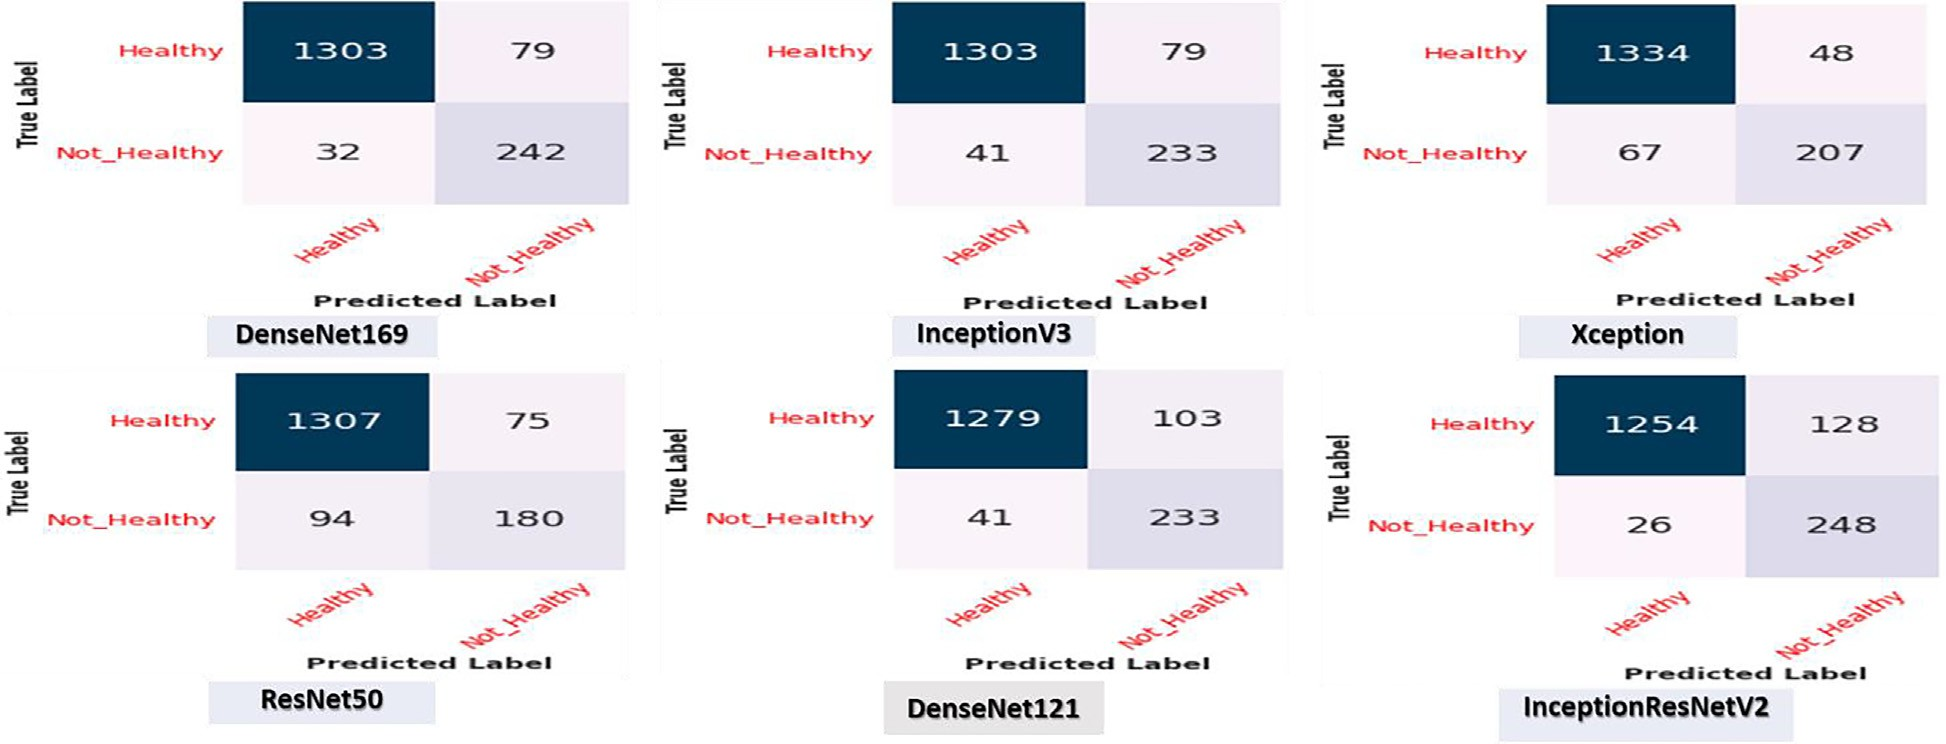 True Label
Healthy 1303 79
Not_Healthy 32 242
Healthy Not_Healthy
Predicted Label
DenseNet169
True Label
Healthy 1303 79
Not_Healthy 41 233
Healthy Not_Healthy
Predicted Label
InceptionV3
True Label
Healthy 1334 48
Not_Healthy 67 207
Healthy Not_Healthy
Predicted Label
Xception
True Label
Healthy 1307 75
Not_Healthy 94 180
Healthy Not_Healthy
Predicted Label
ResNet50
True Label
Healthy 1279 103
Not_Healthy 41 233
Healthy Not_Healthy
Predicted Label
DenseNet121
True Label
Healthy 1254 128
Not_Healthy 26 248
Healthy Not_Healthy
Predicted Label
InceptionResNetV2